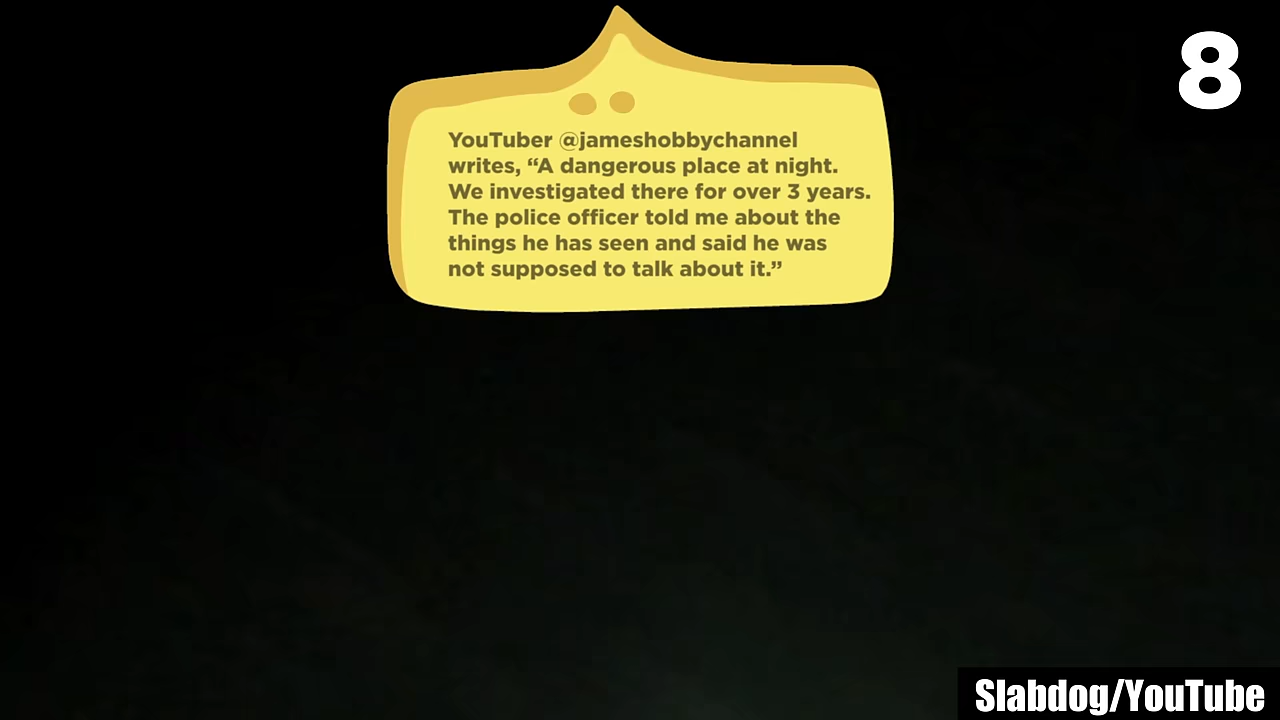 8
YouTuber @jameshobbychannel
writes, “A dangerous place at night.
We investigated there for over 3 years.
The police officer told me about the
things he has seen and said he was
not supposed to talk about it.”
Slabdog/YouTube